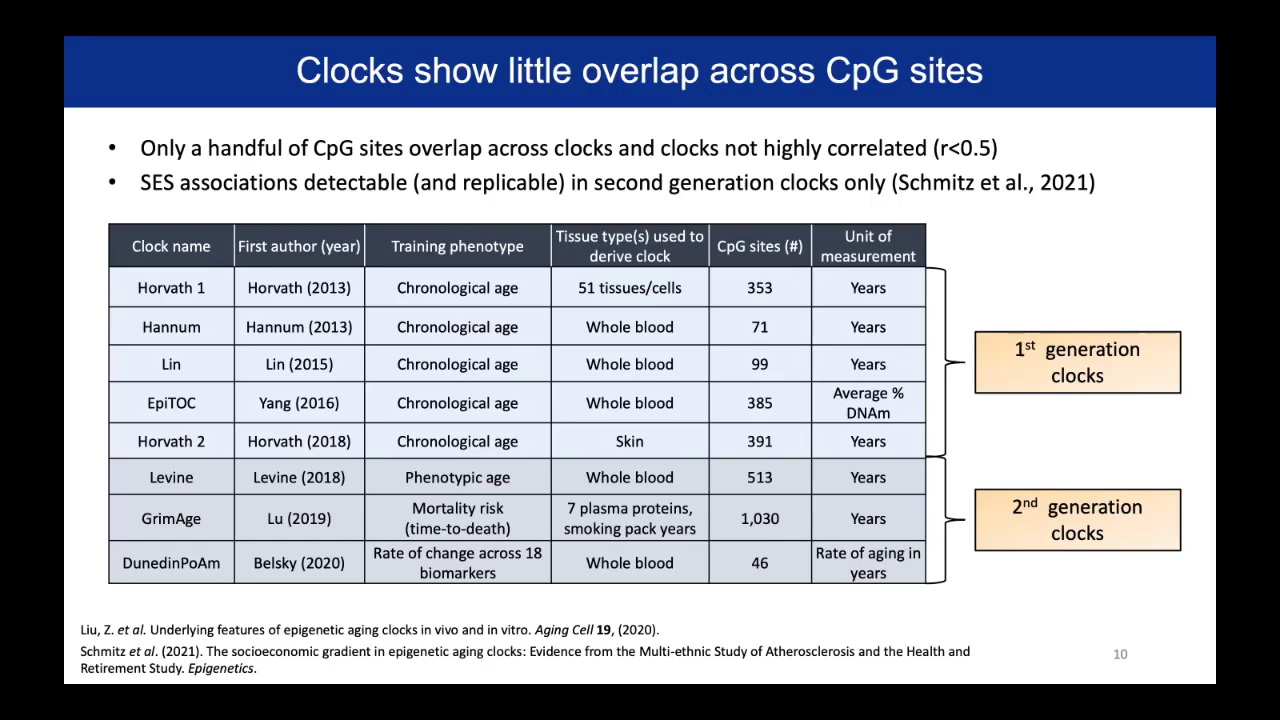 Clocks show little overlap across CpG sites
• Only a handful of CpG sites overlap across clocks and clocks not highly correlated (r<0.5)
• SES associations detectable (and replicable) in second generation clocks only (Schmitz et al., 2021)
Clock name First author (year) Training phenotype Tissue type(s) used to derive clock CpG sites (#) Unit of measurement
Horvath 1 Horvath (2013) Chronological age 51 tissues/cells 353 Years
Hannum Hannum (2013) Chronological age Whole blood 71 Years
Lin Lin (2015) Chronological age Whole blood 99 Years
EpiTOC Yang (2016) Chronological age Whole blood 385 Average % DNAm
Horvath 2 Horvath (2018) Chronological age Skin 391 Years
Levine Levine (2018) Phenotypic age Whole blood 513 Years
GrimAge Lu (2019) Mortality risk (time-to-death) 7 plasma proteins, smoking pack years 1,030 Years
DunedinPoAm Belsky (2020) Rate of change across 18 biomarkers Whole blood 46 Rate of aging in years
1st generation
clocks
2nd generation
clocks
Liu, Z. et al. Underlying features of epigenetic aging clocks in vivo and in vitro. Aging Cell 19, (2020).
Schmitz et al. (2021). The socioeconomic gradient in epigenetic aging clocks: Evidence from the Multi-ethnic Study of Atherosclerosis and the Health and
Retirement Study. Epigenetics.
10